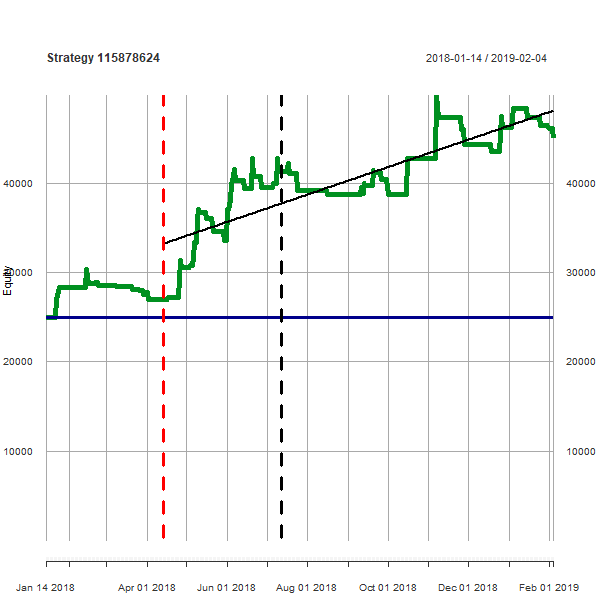 Strategy 115878624
2018-01-14 / 2019-02-04
40000
40000
30000
30000
Equity
20000
20000
10000
10000
Jan 14 2018
Apr 01 2018
Jun 01 2018
Aug 01 2018
Oct 01 2018
Dec 01 2018
Feb 01 2019